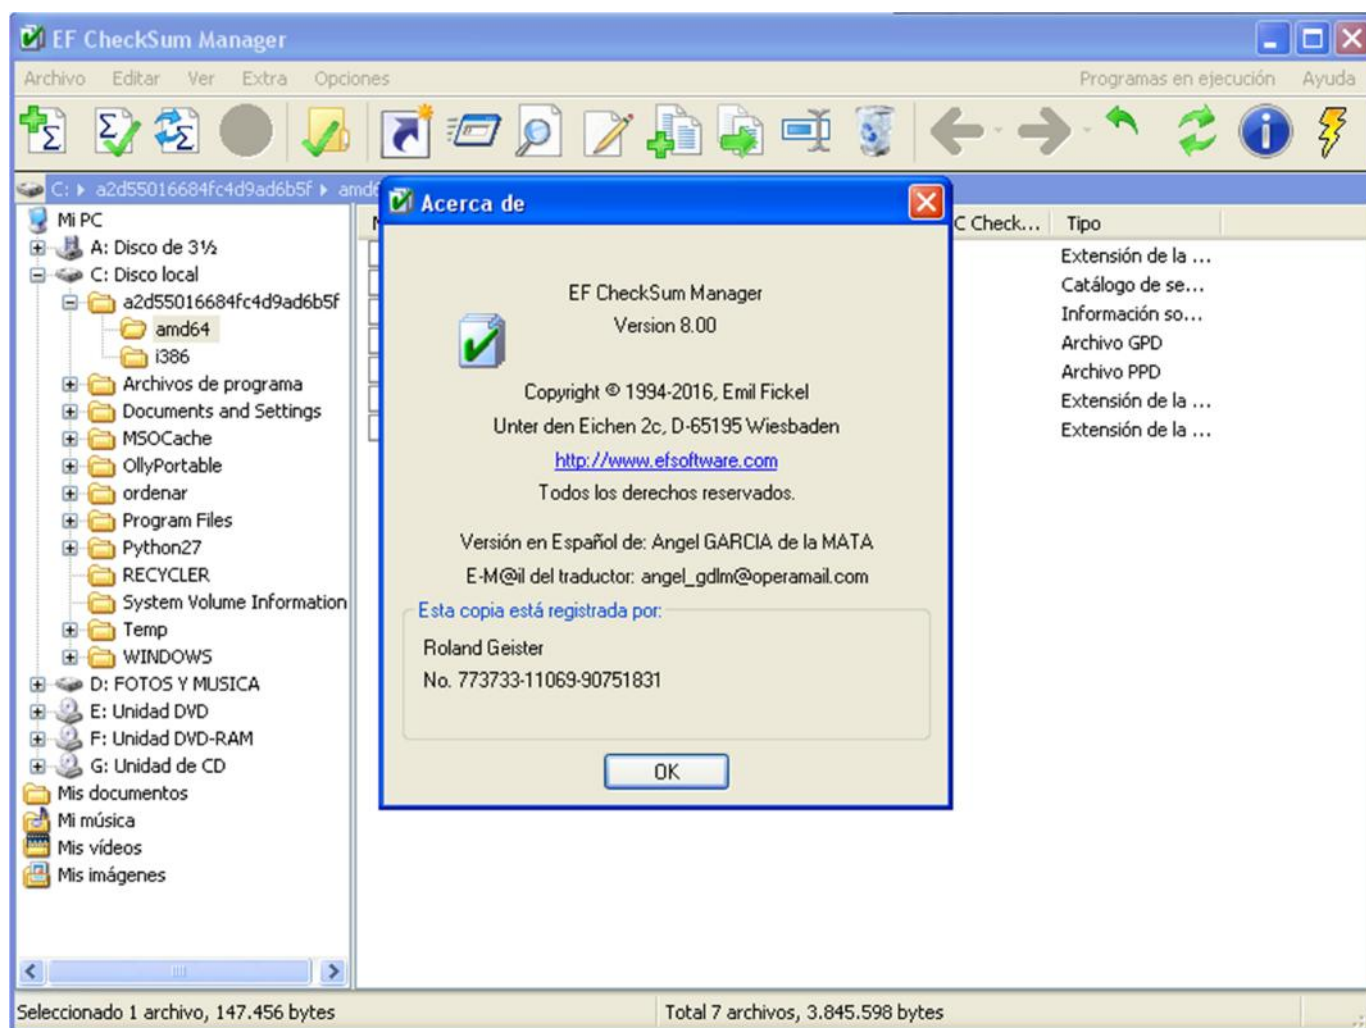 EF CheckSum Manager
Archivo Editar Ver Extra Opciones Programas en ejecución Ayuda
C: a2d55016684fc4d9ad6b5f
Mi PC
A: Disco de 3½
C: Disco local
a2d55016684fc4d9ad6b5f
amd64
i386
Archivos de programa
Documents and Settings
MSOCache
OllyPortable
ordenar
Program Files
Python27
RECYCLER
System Volume Information
Temp
WINDOWS
D: FOTOS Y MUSICA
E: Unidad DVD
F: Unidad DVD-RAM
G: Unidad de CD
Mis documentos
Mi música
Mis vídeos
Mis imágenes
Acerca de
EF CheckSum Manager
Version 8.00
Copyright © 1994-2016, Emil Fickel
Unter den Eichen 2c, D-65195 Wiesbaden
http://www.efsoftware.com
Todos los derechos reservados.
Versión en Español de: Angel GARCIA de la MATA
E-M@il del traductor: angel_gdlm@operamail.com
Esta copia está registrada por:
Roland Geister
No. 773733-11069-90751831
OK
C Check... Tipo
Extensión de la ...
Catálogo de se...
Información so...
Archivo GPD
Archivo PPD
Extensión de la ...
Extensión de la ...
Seleccionado 1 archivo, 147.456 bytes
Total 7 archivos, 3.845.598 bytes